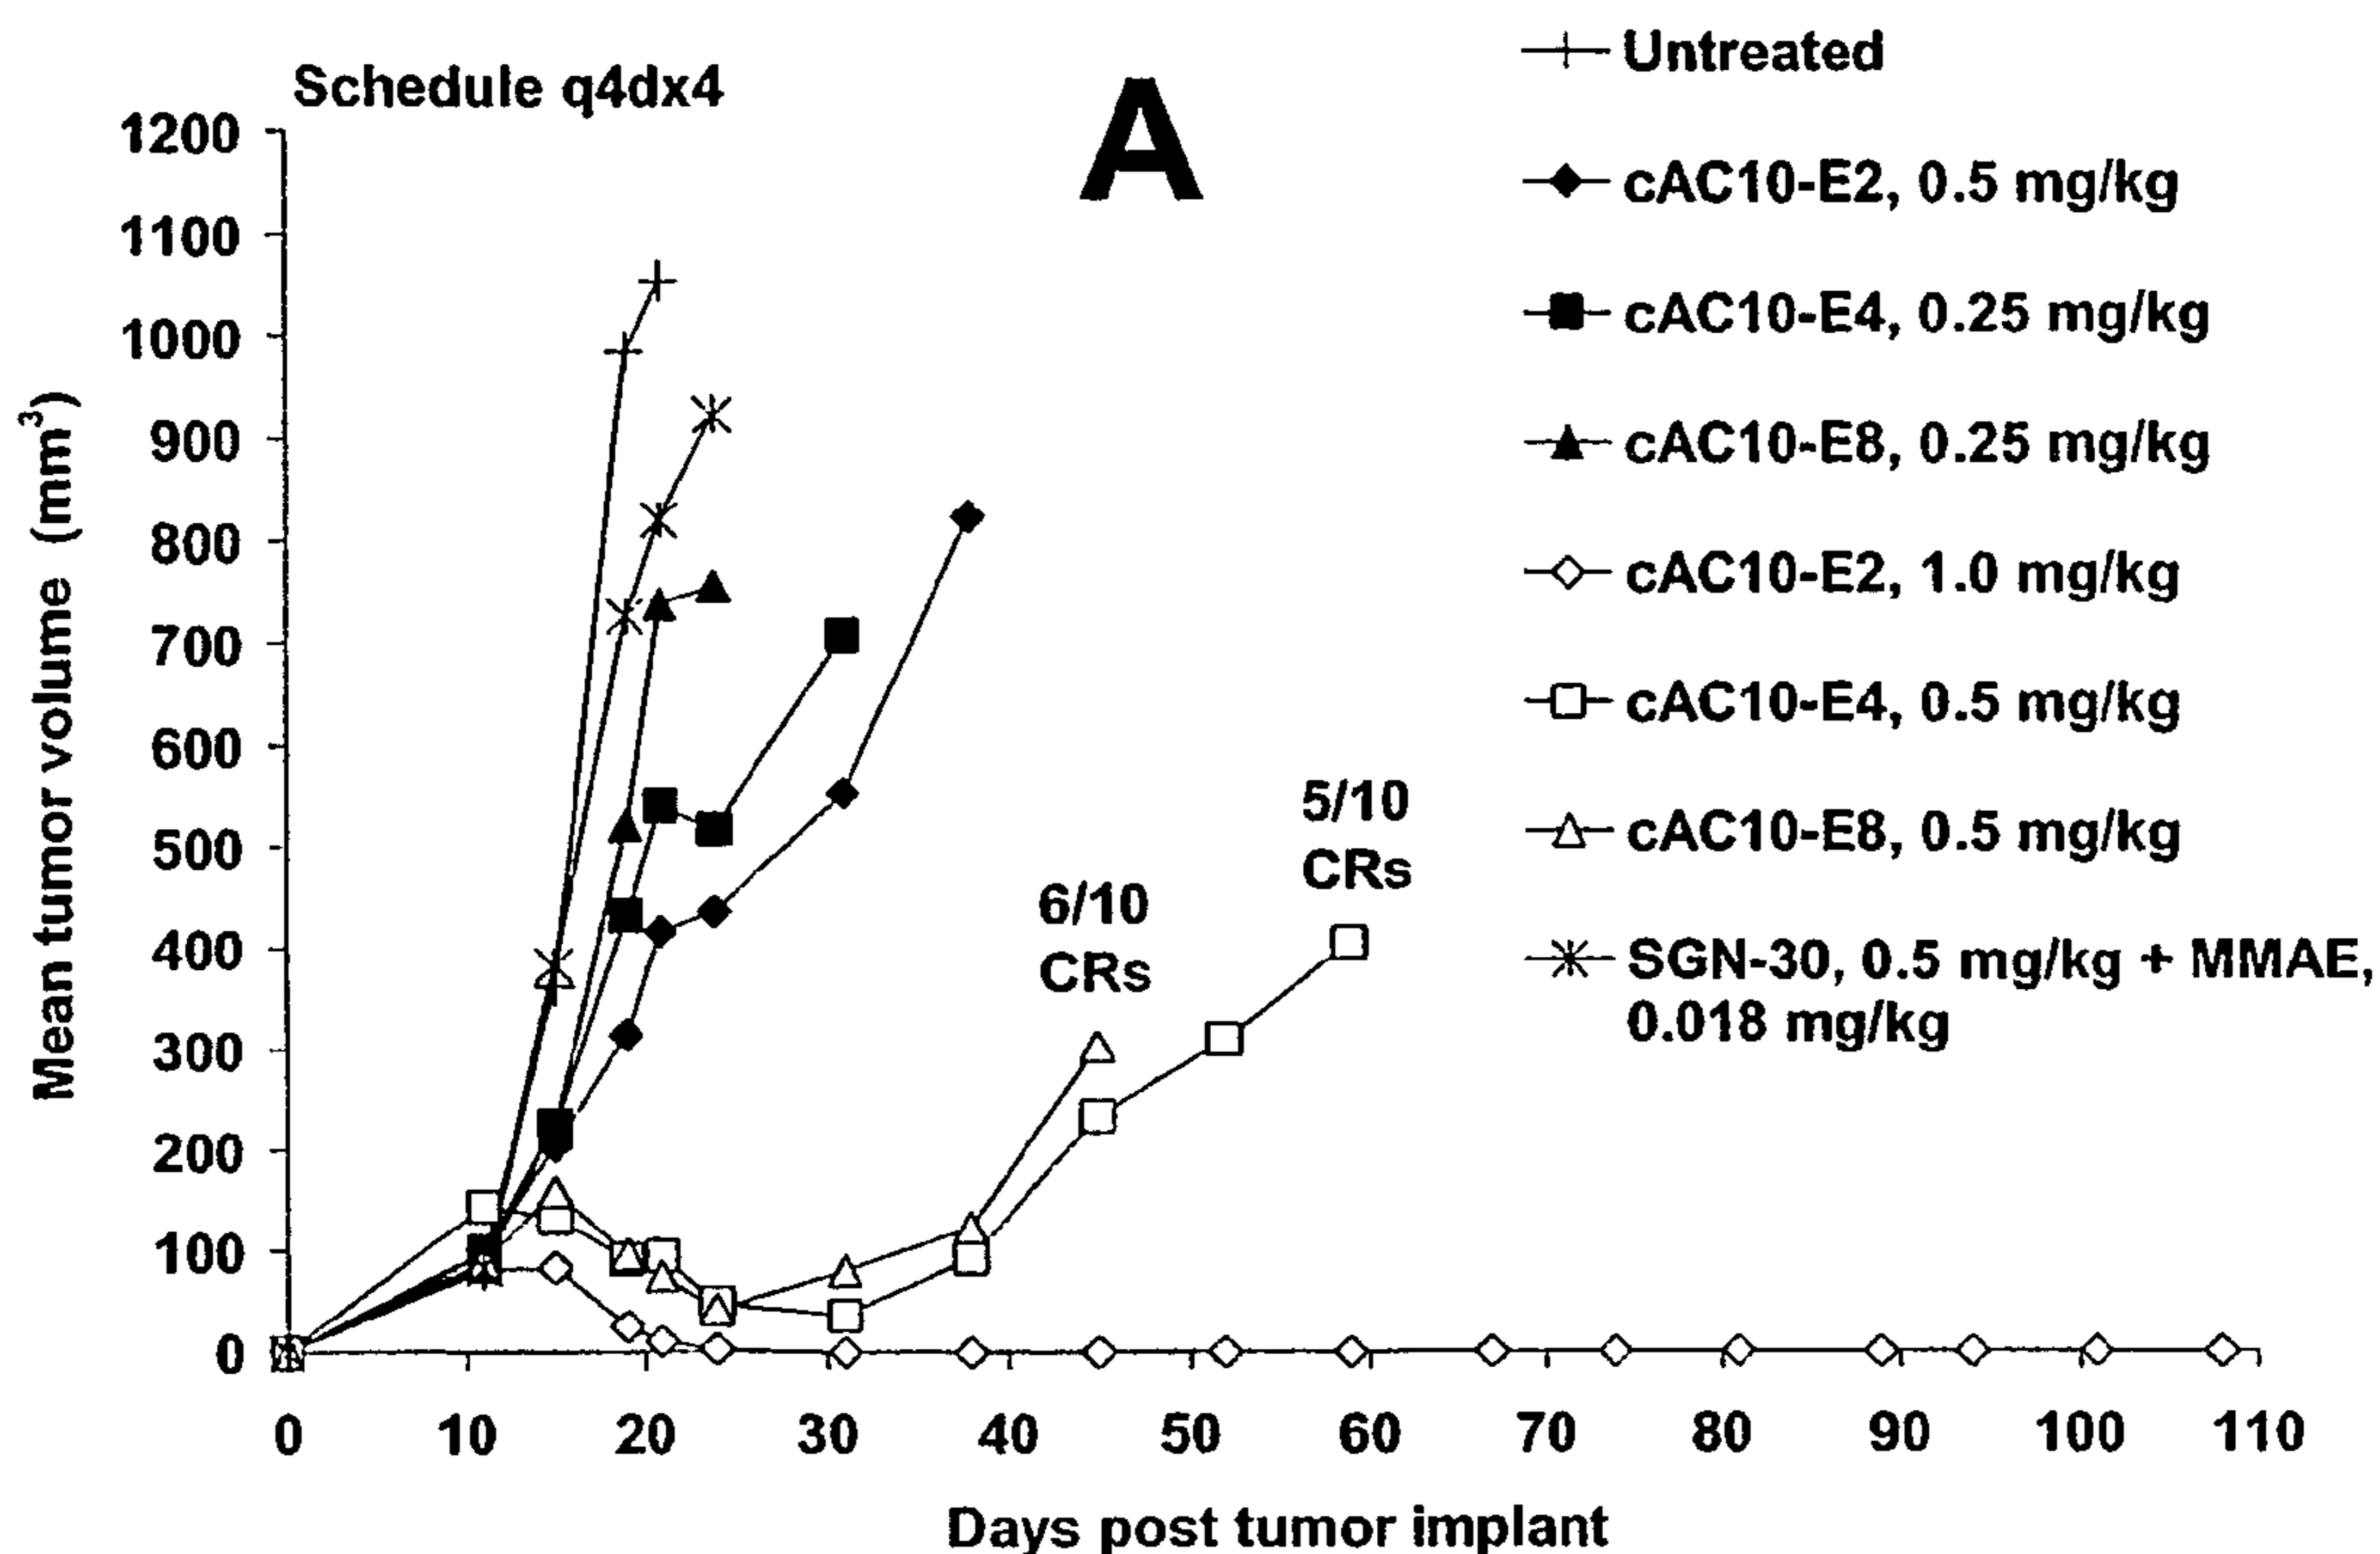 Schedule q4dx4
A
Mean tumor volume (mm³)
1200
1100
1000
900
800
700
600
500
400
300
200
100
0
0 10 20 30 40 50 60 70 80 90 100 110
Days post tumor implant
6/10
CRs
5/10
CRs
Untreated
cAC10-E2, 0.5 mg/kg
cAC10-E4, 0.25 mg/kg
cAC10-E8, 0.25 mg/kg
cAC10-E2, 1.0 mg/kg
cAC10-E4, 0.5 mg/kg
cAC10-E8, 0.5 mg/kg
SGN-30, 0.5 mg/kg + MMAE,
0.018 mg/kg